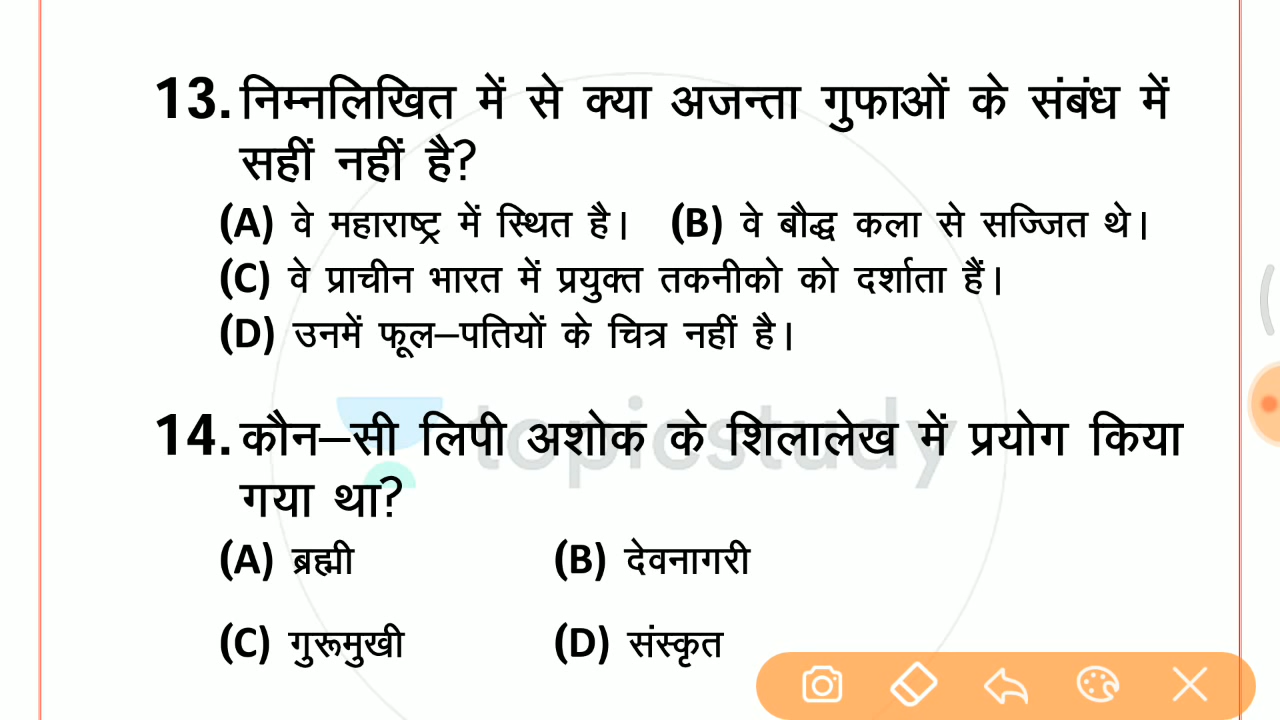 13. निम्नलिखित में से क्या अजन्ता गुफाओं के संबंध में
सहीं नहीं है?
(A) वे महाराष्ट्र में स्थित है। (B) वे बौद्ध कला से सज्जित थे।
(C) वे प्राचीन भारत में प्रयुक्त तकनीको को दर्शाता हैं।
(D) उनमें फूल–पतियों के चित्र नहीं है।
topicstudy
14. कौन–सी लिपी अशोक के शिलालेख में प्रयोग किया
गया था?
(A) ब्रह्मी (B) देवनागरी
(C) गुरूमुखी (D) संस्कृत